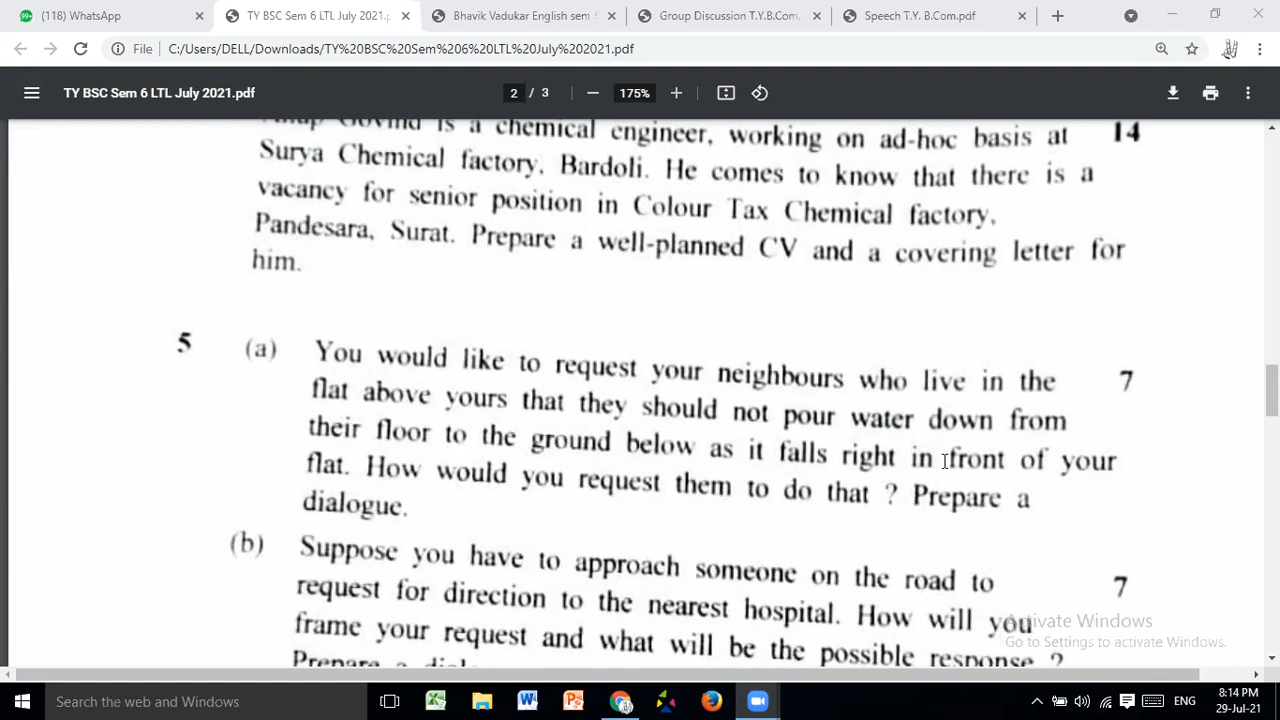 (118) WhatsApp
TY BSC Sem 6 LTL July 2021.p
Bhavik Vadukar English sem f
Group Discussion T.Y.B.Com.
Speech T.Y. B.Com.pdf
File C:/Users/DELL/Downloads/TY%20BSC%20Sem%206%20LTL%20July%202021.pdf
TY BSC Sem 6 LTL July 2021.pdf
2 / 3
175%
Govind is a chemical engineer, working on ad-hoc basis at 14
Surya Chemical factory, Bardoli. He comes to know that there is a
vacancy for senior position in Colour Tax Chemical factory,
Pandesara, Surat. Prepare a well-planned CV and a covering letter for
him.
5 (a) You would like to request your neighbours who live in the 7
flat above yours that they should not pour water down from
their floor to the ground below as it falls right in front of your
flat. How would you request them to do that ? Prepare a
dialogue.
(b) Suppose you have to approach someone on the road to 7
request for direction to the nearest hospital. How will you
frame your request and what will be the possible response ?
Prepare a
Activate Windows
Go to Settings to activate Windows.
Search the web and Windows
ENG
8:14 PM
29-Jul-21